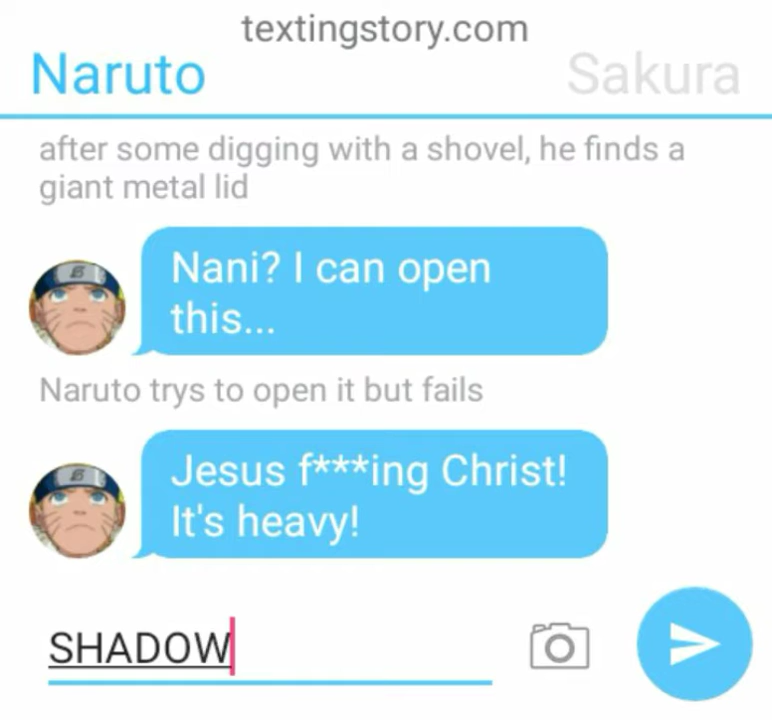 textingstory.com
Naruto Sakura
after some digging with a shovel, he finds a
giant metal lid
Nani? I can open
this...
Naruto trys to open it but fails
Jesus f***ing Christ!
It's heavy!
SHADOW